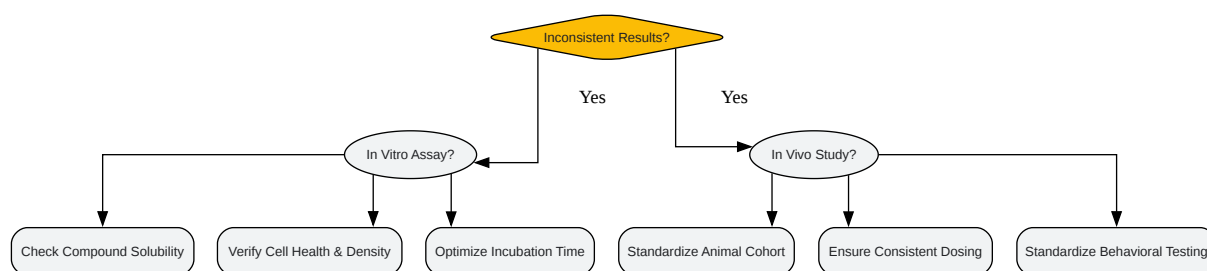 Inconsistent Results?
Yes
Yes
In Vitro Assay?
In Vivo Study?
Check Compound Solubility
Verify Cell Health & Density
Optimize Incubation Time
Standardize Animal Cohort
Ensure Consistent Dosing
Standardize Behavioral Testing